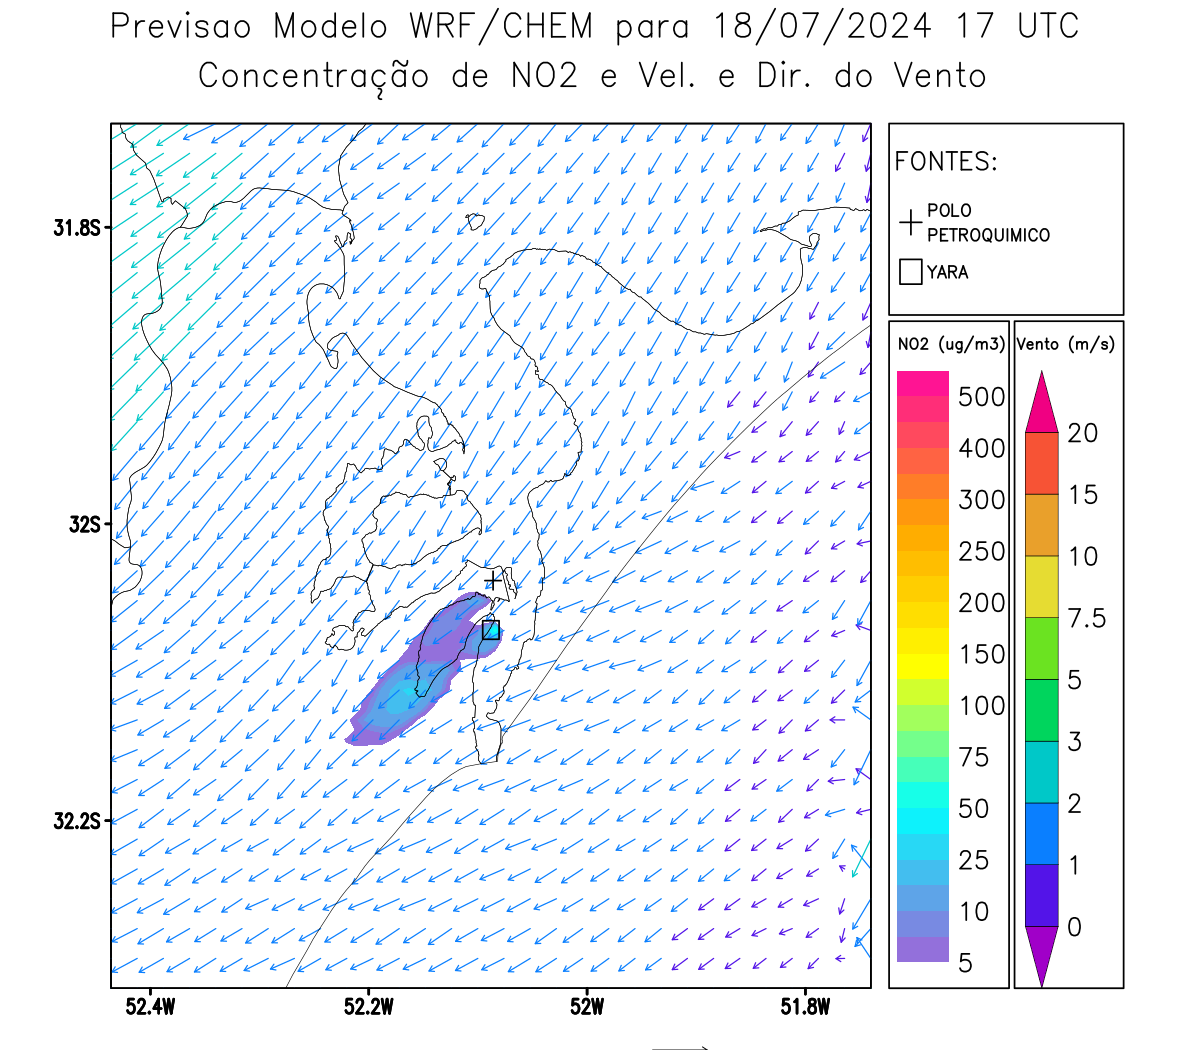 Previsao Modelo WRF/CHEM para 18/07/2024 17 UTC
Concentração de NO2 e Vel. e Dir. do Vento
FONTES:
POLO
PETROQUIMICO
YARA
NO2 (ug/m3)
500
400
300
250
200
150
100
75
50
25
10
5
Vento (m/s)
20
15
10
7.5
5
3
2
1
0
31.8S
32S
32.2S
52.4W
52.2W
52W
51.8W